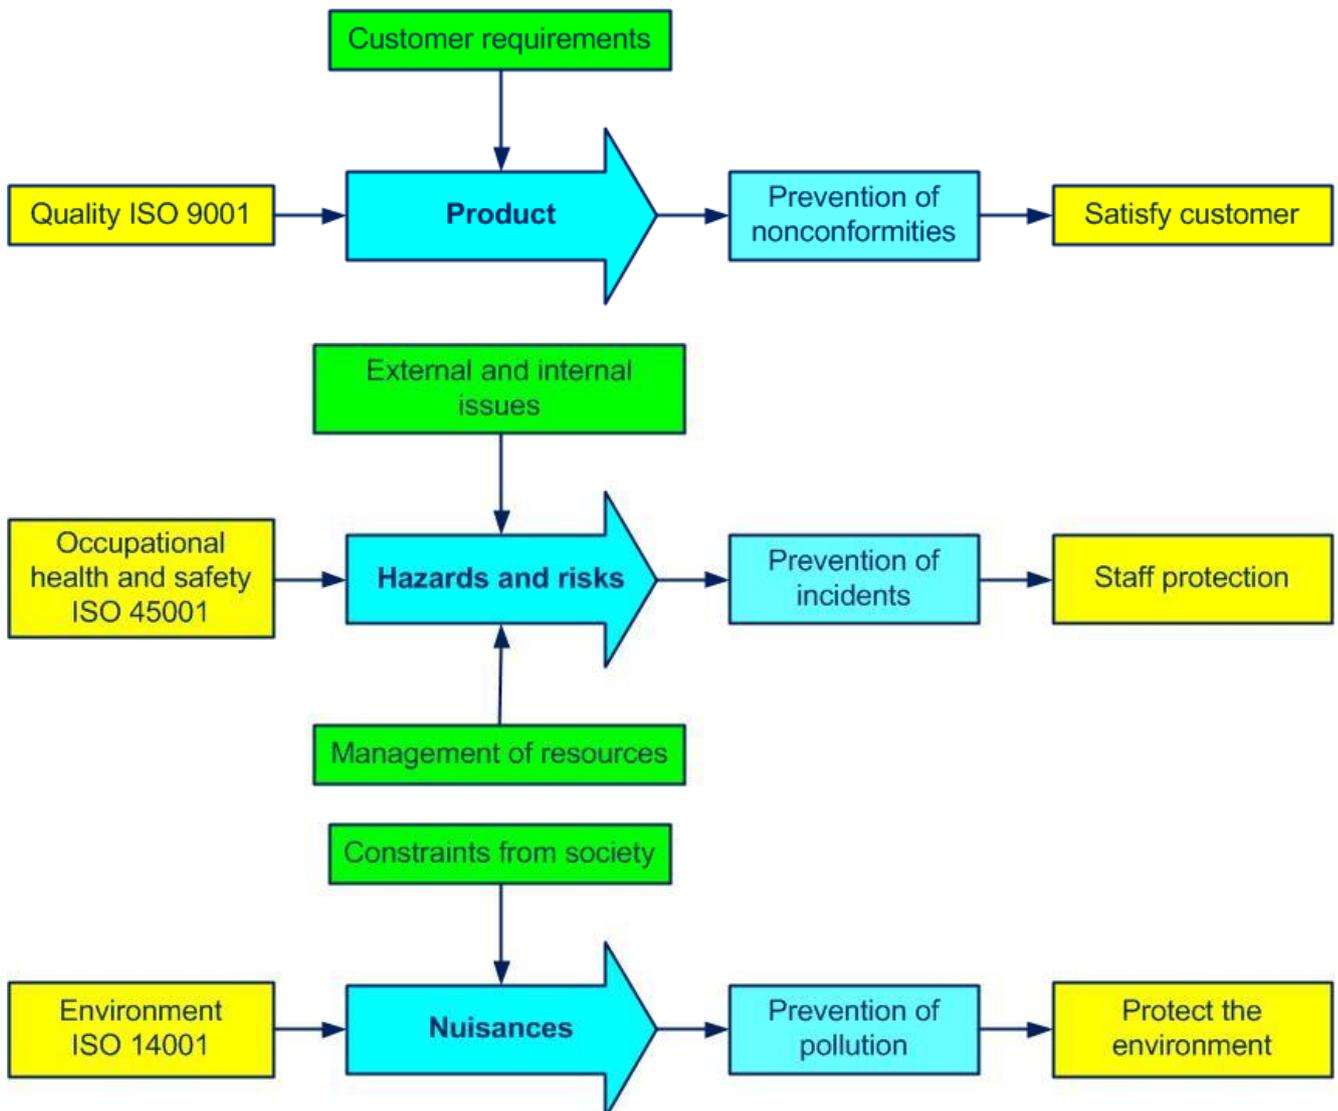 Customer requirements
Quality ISO 9001
Product
Prevention of
nonconformities
Satisfy customer
External and internal
issues
Occupational
health and safety
ISO 45001
Hazards and risks
Prevention of
incidents
Staff protection
Management of resources
Constraints from society
Environment
ISO 14001
Nuisances
Prevention of
pollution
Protect the
environment